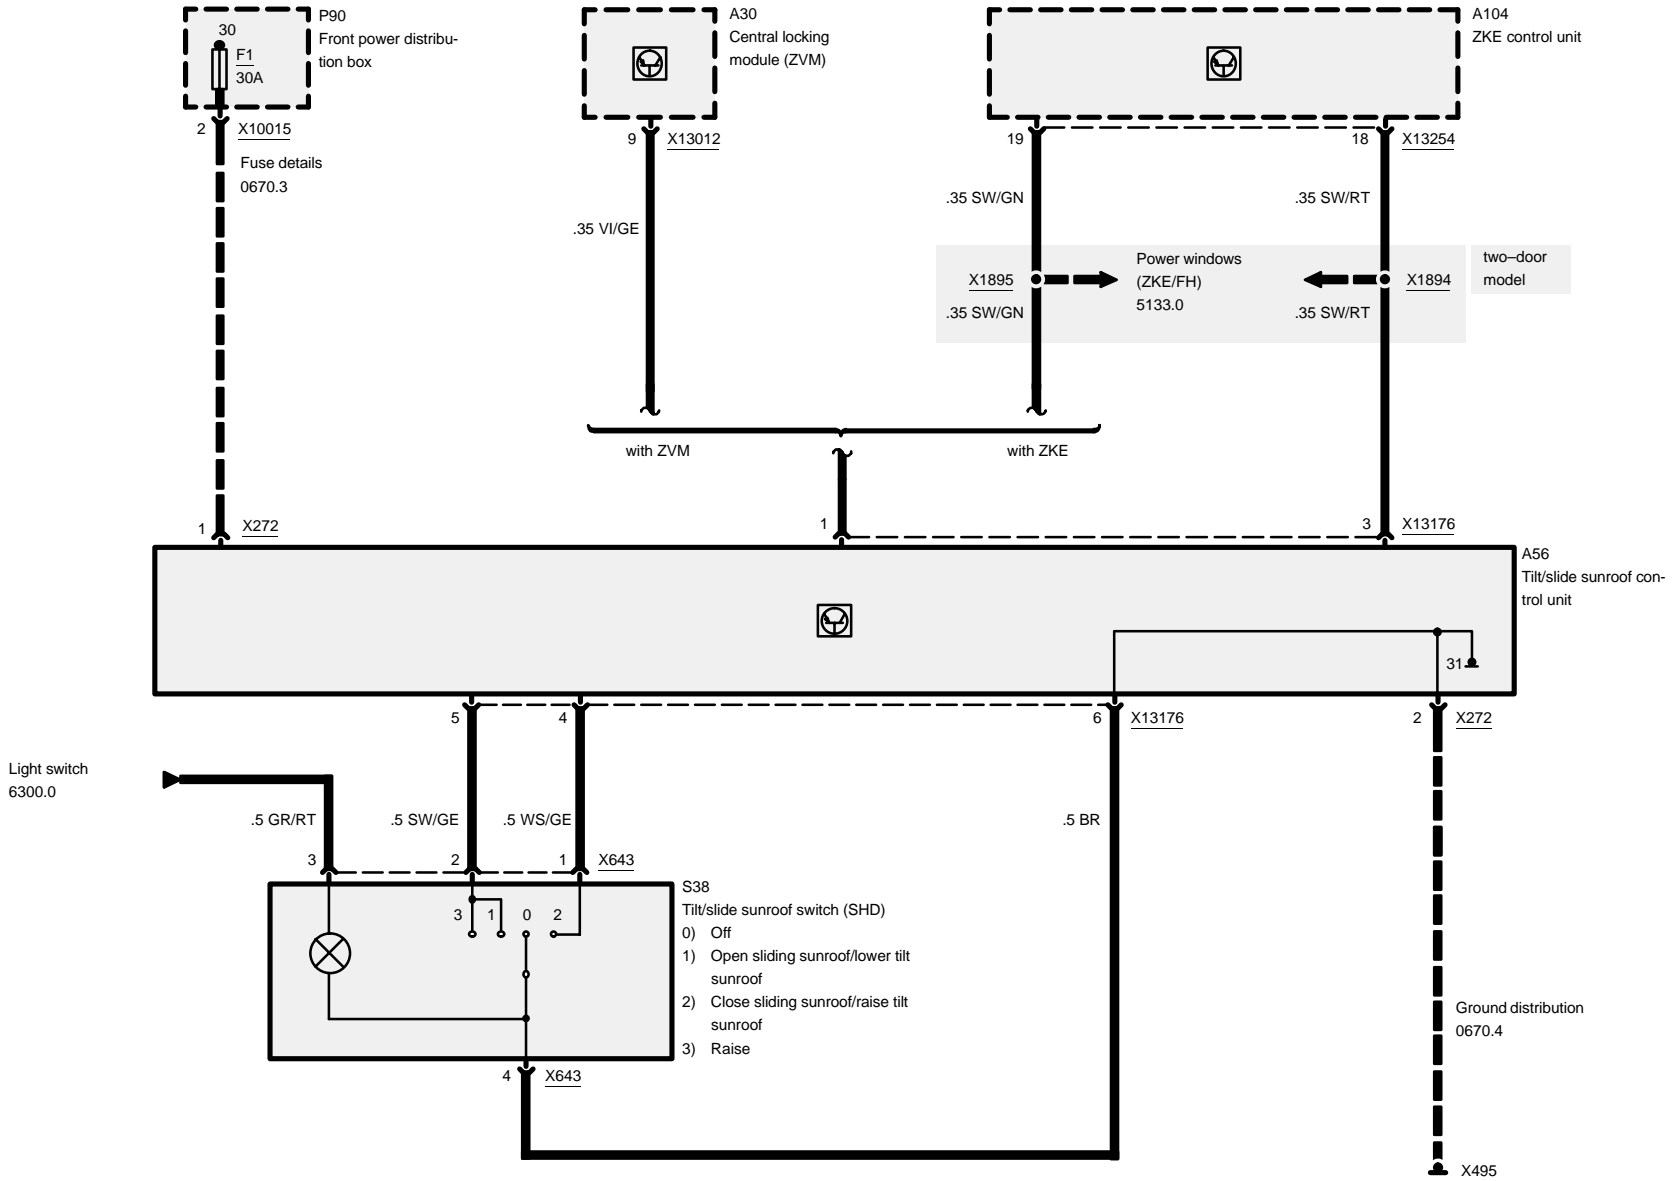 P90
Front power distribu-
tion box
30
F1
30A
2
X10015
Fuse details
0670.3
A30
Central locking
module (ZVM)
9
X13012
.35 VI/GE
A104
ZKE control unit
19
18
X13254
.35 SW/GN
.35 SW/RT
X1895
Power windows
(ZKE/FH)
5133.0
X1894
two–door
model
.35 SW/GN
.35 SW/RT
with ZVM
with ZKE
1
X272
1
3
X13176
A56
Tilt/slide sunroof con-
trol unit
31
5
4
6
X13176
2
X272
Light switch
6300.0
.5 GR/RT
.5 SW/GE
.5 WS/GE
.5 BR
3
2
1
X643
3
1
0
2
S38
Tilt/slide sunroof switch (SHD)
0) Off
1) Open sliding sunroof/lower tilt
sunroof
2) Close sliding sunroof/raise tilt
sunroof
3) Raise
4
X643
Ground distribution
0670.4
X495